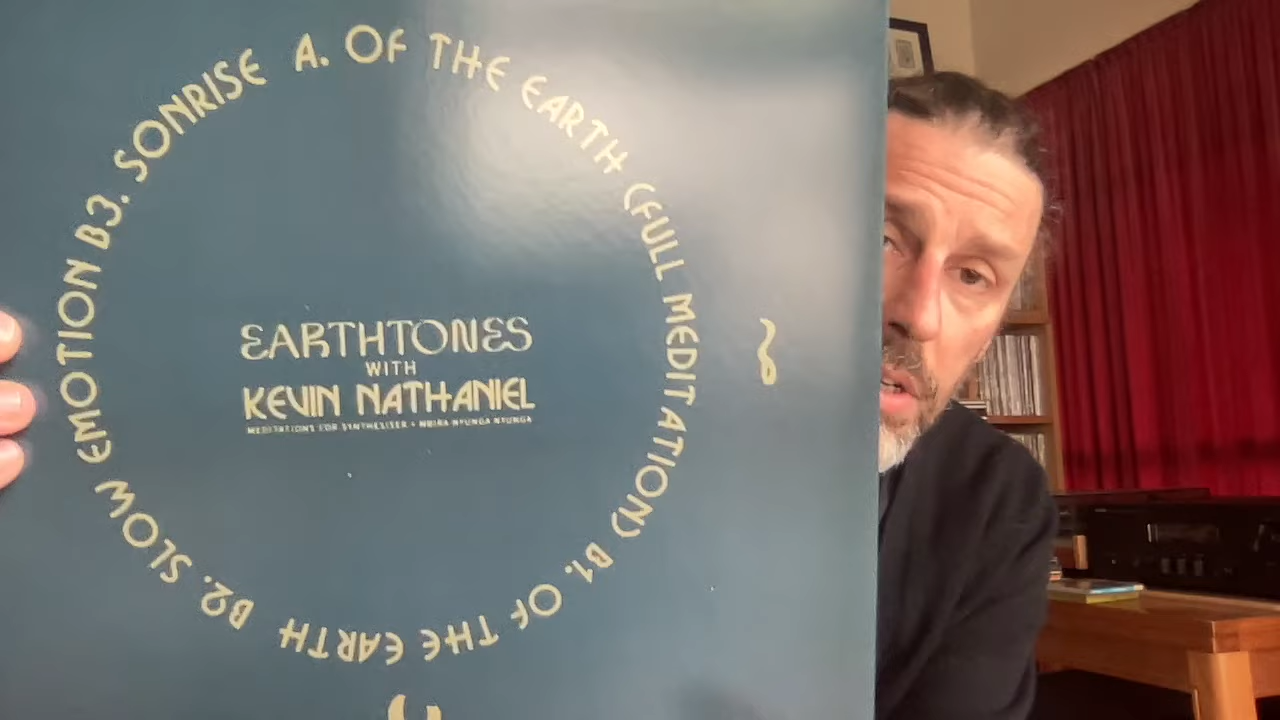 A. OF THE EARTH (FULL MEDITATION) B1. OF THE EARTH B2. SLOW EMOTION B3. SONRISE
EARTHTONES
WITH
KEVIN NATHANIEL
MEDITATIONS FOR SYNTHESISER + MBIRA NYUNGA NYUNGA